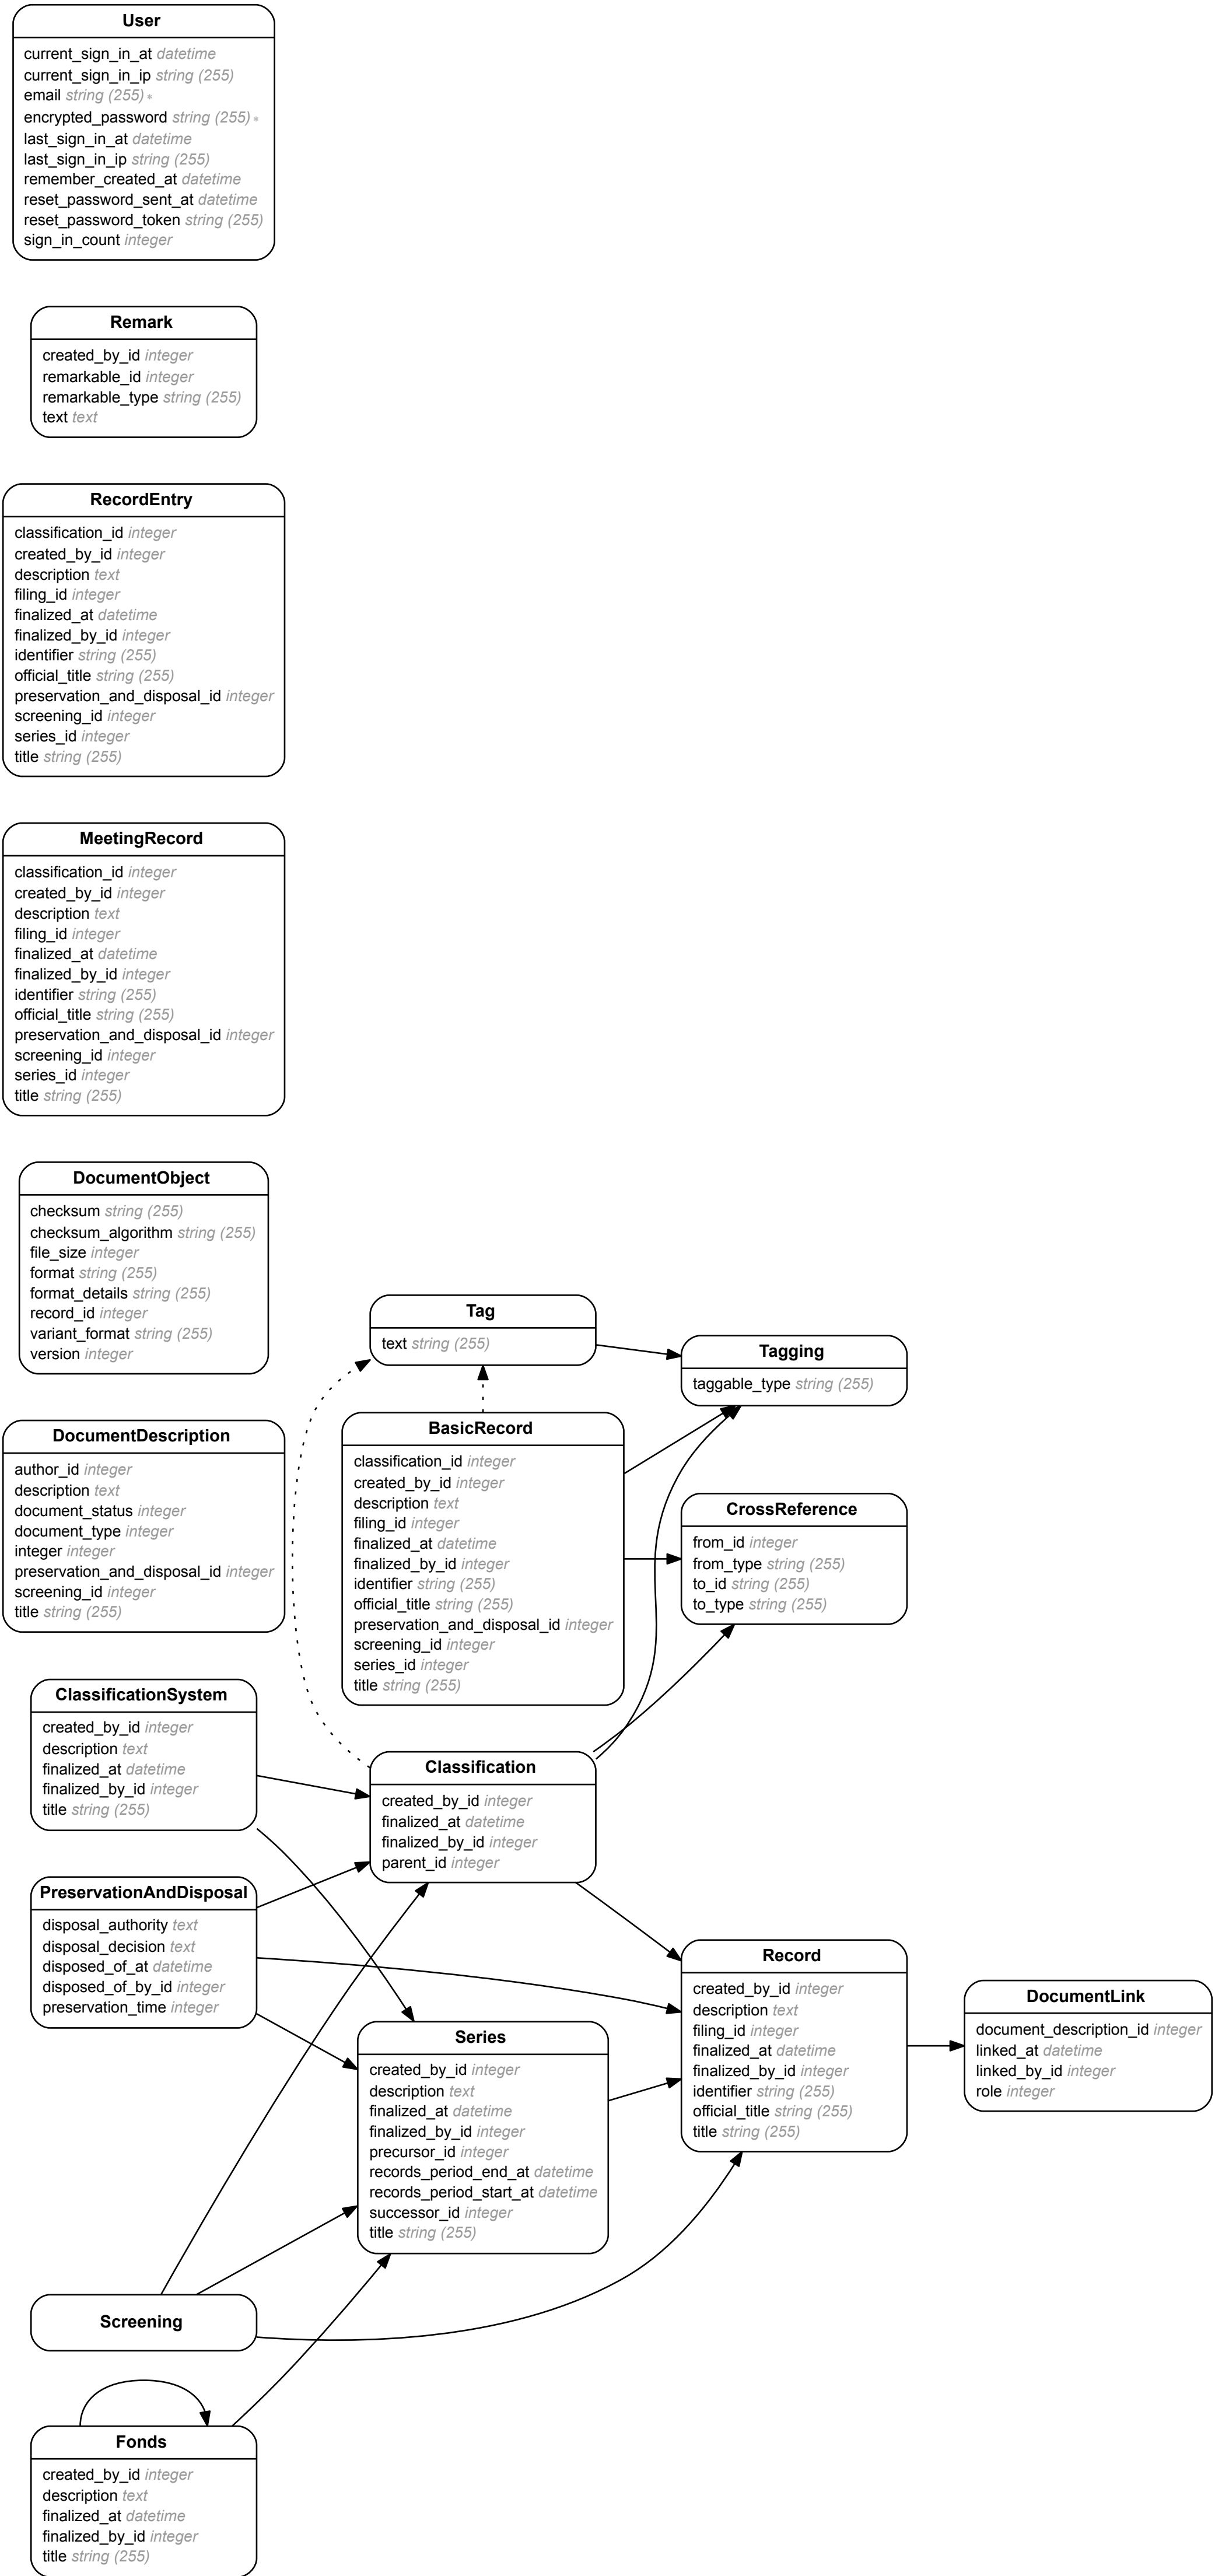 User
current_sign_in_at datetime
current_sign_in_ip string (255)
email string (255)
encrypted_password string (255)
last_sign_in_at datetime
last_sign_in_ip string (255)
remember_created_at datetime
reset_password_sent_at datetime
reset_password_token string (255)
sign_in_count integer
Remark
created_by_id integer
remarkable_id integer
remarkable_type string (255)
text text
RecordEntry
classification_id integer
created_by_id integer
description text
filing_id integer
finalized_at datetime
finalized_by_id integer
identifier string (255)
official_title string (255)
preservation_and_disposal_id integer
screening_id integer
series_id integer
title string (255)
MeetingRecord
classification_id integer
created_by_id integer
description text
filing_id integer
finalized_at datetime
finalized_by_id integer
identifier string (255)
official_title string (255)
preservation_and_disposal_id integer
screening_id integer
series_id integer
title string (255)
DocumentObject
checksum string (255)
checksum_algorithm string (255)
file_size integer
format string (255)
format_details string (255)
record_id integer
variant_format string (255)
version integer
Tag
text string (255)
Tagging
taggable_type string (255)
DocumentDescription
author_id integer
description text
document_status integer
document_type integer
integer integer
preservation_and_disposal_id integer
screening_id integer
title string (255)
BasicRecord
classification_id integer
created_by_id integer
description text
filing_id integer
finalized_at datetime
finalized_by_id integer
identifier string (255)
official_title string (255)
preservation_and_disposal_id integer
screening_id integer
series_id integer
title string (255)
CrossReference
from_id integer
from_type string (255)
to_id string (255)
to_type string (255)
ClassificationSystem
created_by_id integer
description text
finalized_at datetime
finalized_by_id integer
title string (255)
Classification
created_by_id integer
finalized_at datetime
finalized_by_id integer
parent_id integer
PreservationAndDisposal
disposal_authority text
disposal_decision text
disposed_of_at datetime
disposed_of_by_id integer
preservation_time integer
Record
created_by_id integer
description text
filing_id integer
finalized_at datetime
finalized_by_id integer
identifier string (255)
official_title string (255)
title string (255)
DocumentLink
document_description_id integer
linked_at datetime
linked_by_id integer
role integer
Series
created_by_id integer
description text
finalized_at datetime
finalized_by_id integer
precursor_id integer
records_period_end_at datetime
records_period_start_at datetime
successor_id integer
title string (255)
Screening
Fonds
created_by_id integer
description text
finalized_at datetime
finalized_by_id integer
title string (255)